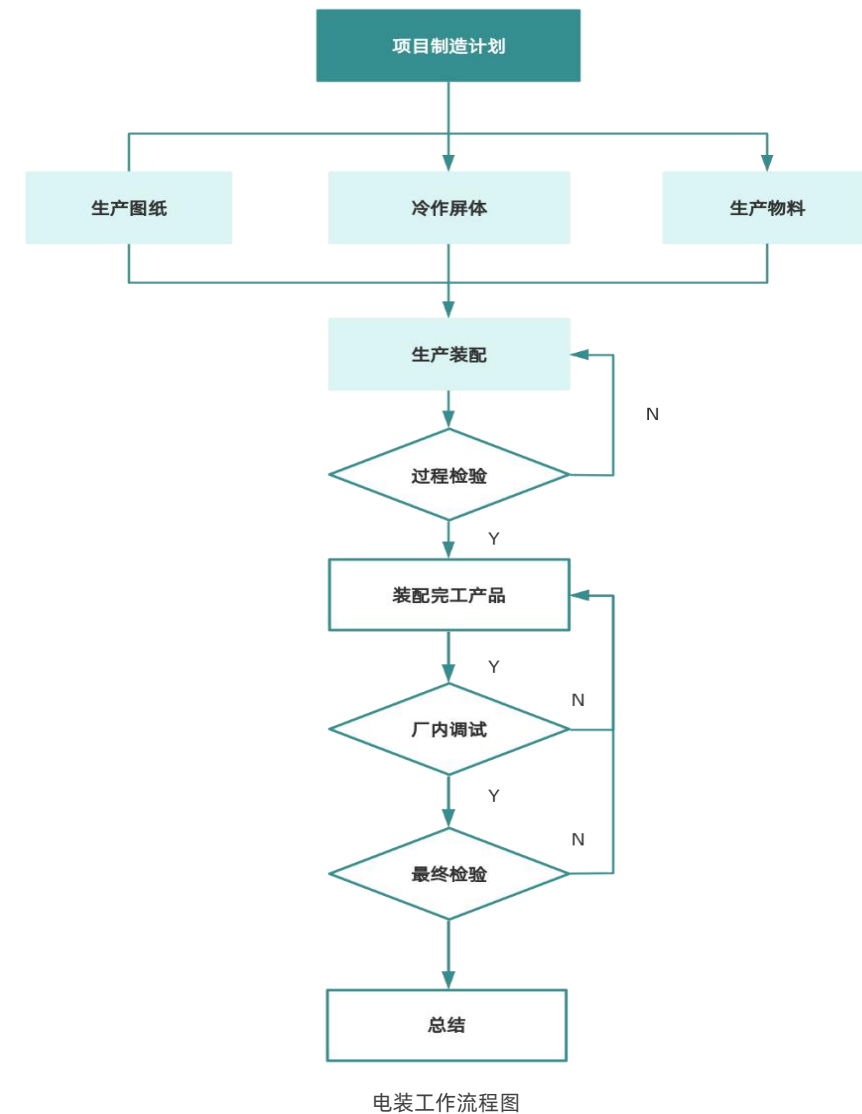 项目制造计划
生产图纸
冷作屏体
生产物料
生产装配
N
过程检验
Y
装配完工产品
Y
N
厂内调试
Y
N
最终检验
总结
电装工作流程图